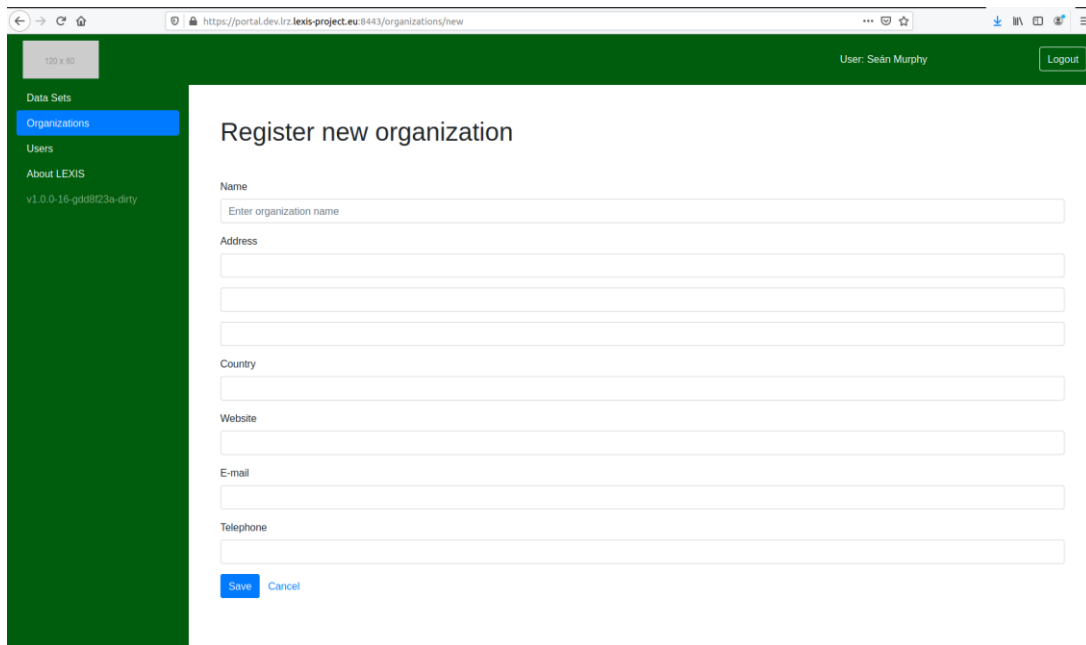 https://portal.dev.lrz.lexis-project.eu:8443/organizations/new
120 x 60
User: Seán Murphy
Logout
Data Sets
Organizations
Users
About LEXIS
v1.0.0-16-gdd8f23a-dirty
Register new organization
Name
Enter organization name
Address
Country
Website
E-mail
Telephone
Save Cancel